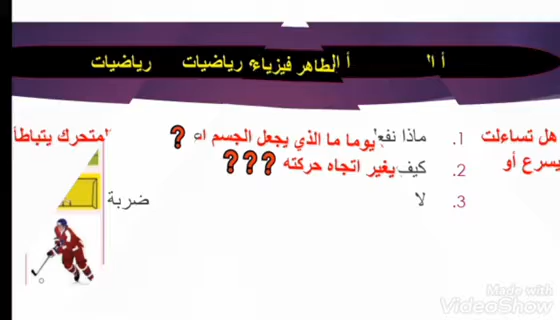 أ الطاهر فيزياء رياضيات رياضيات
هل تساءلت 1. ماذا يوما ما الذي يجعل الجسم ? المتحرك يتباطأ
يسرع أو 2. كيف يغير اتجاه حركته ???
3. لا ضربة
Made with
VideoShow